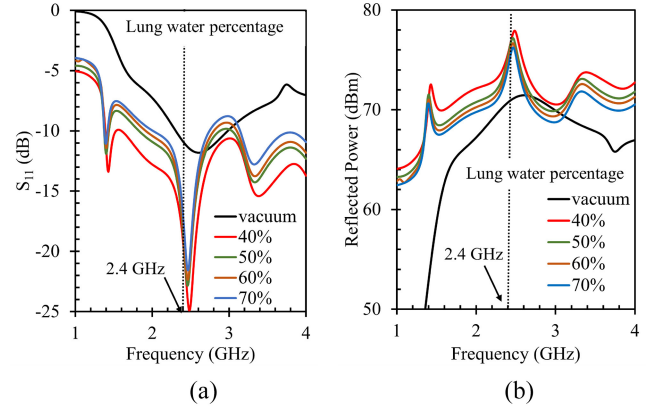 0
-5
-10
-15
-20
-25
1
2
3
4
S11 (dB)
Frequency (GHz)
Lung water percentage
vacuum
40%
50%
60%
70%
2.4 GHz
(a)
80
70
60
50
1
2
3
4
Reflected Power (dBm)
Frequency (GHz)
Lung water percentage
vacuum
40%
50%
60%
70%
2.4 GHz
(b)